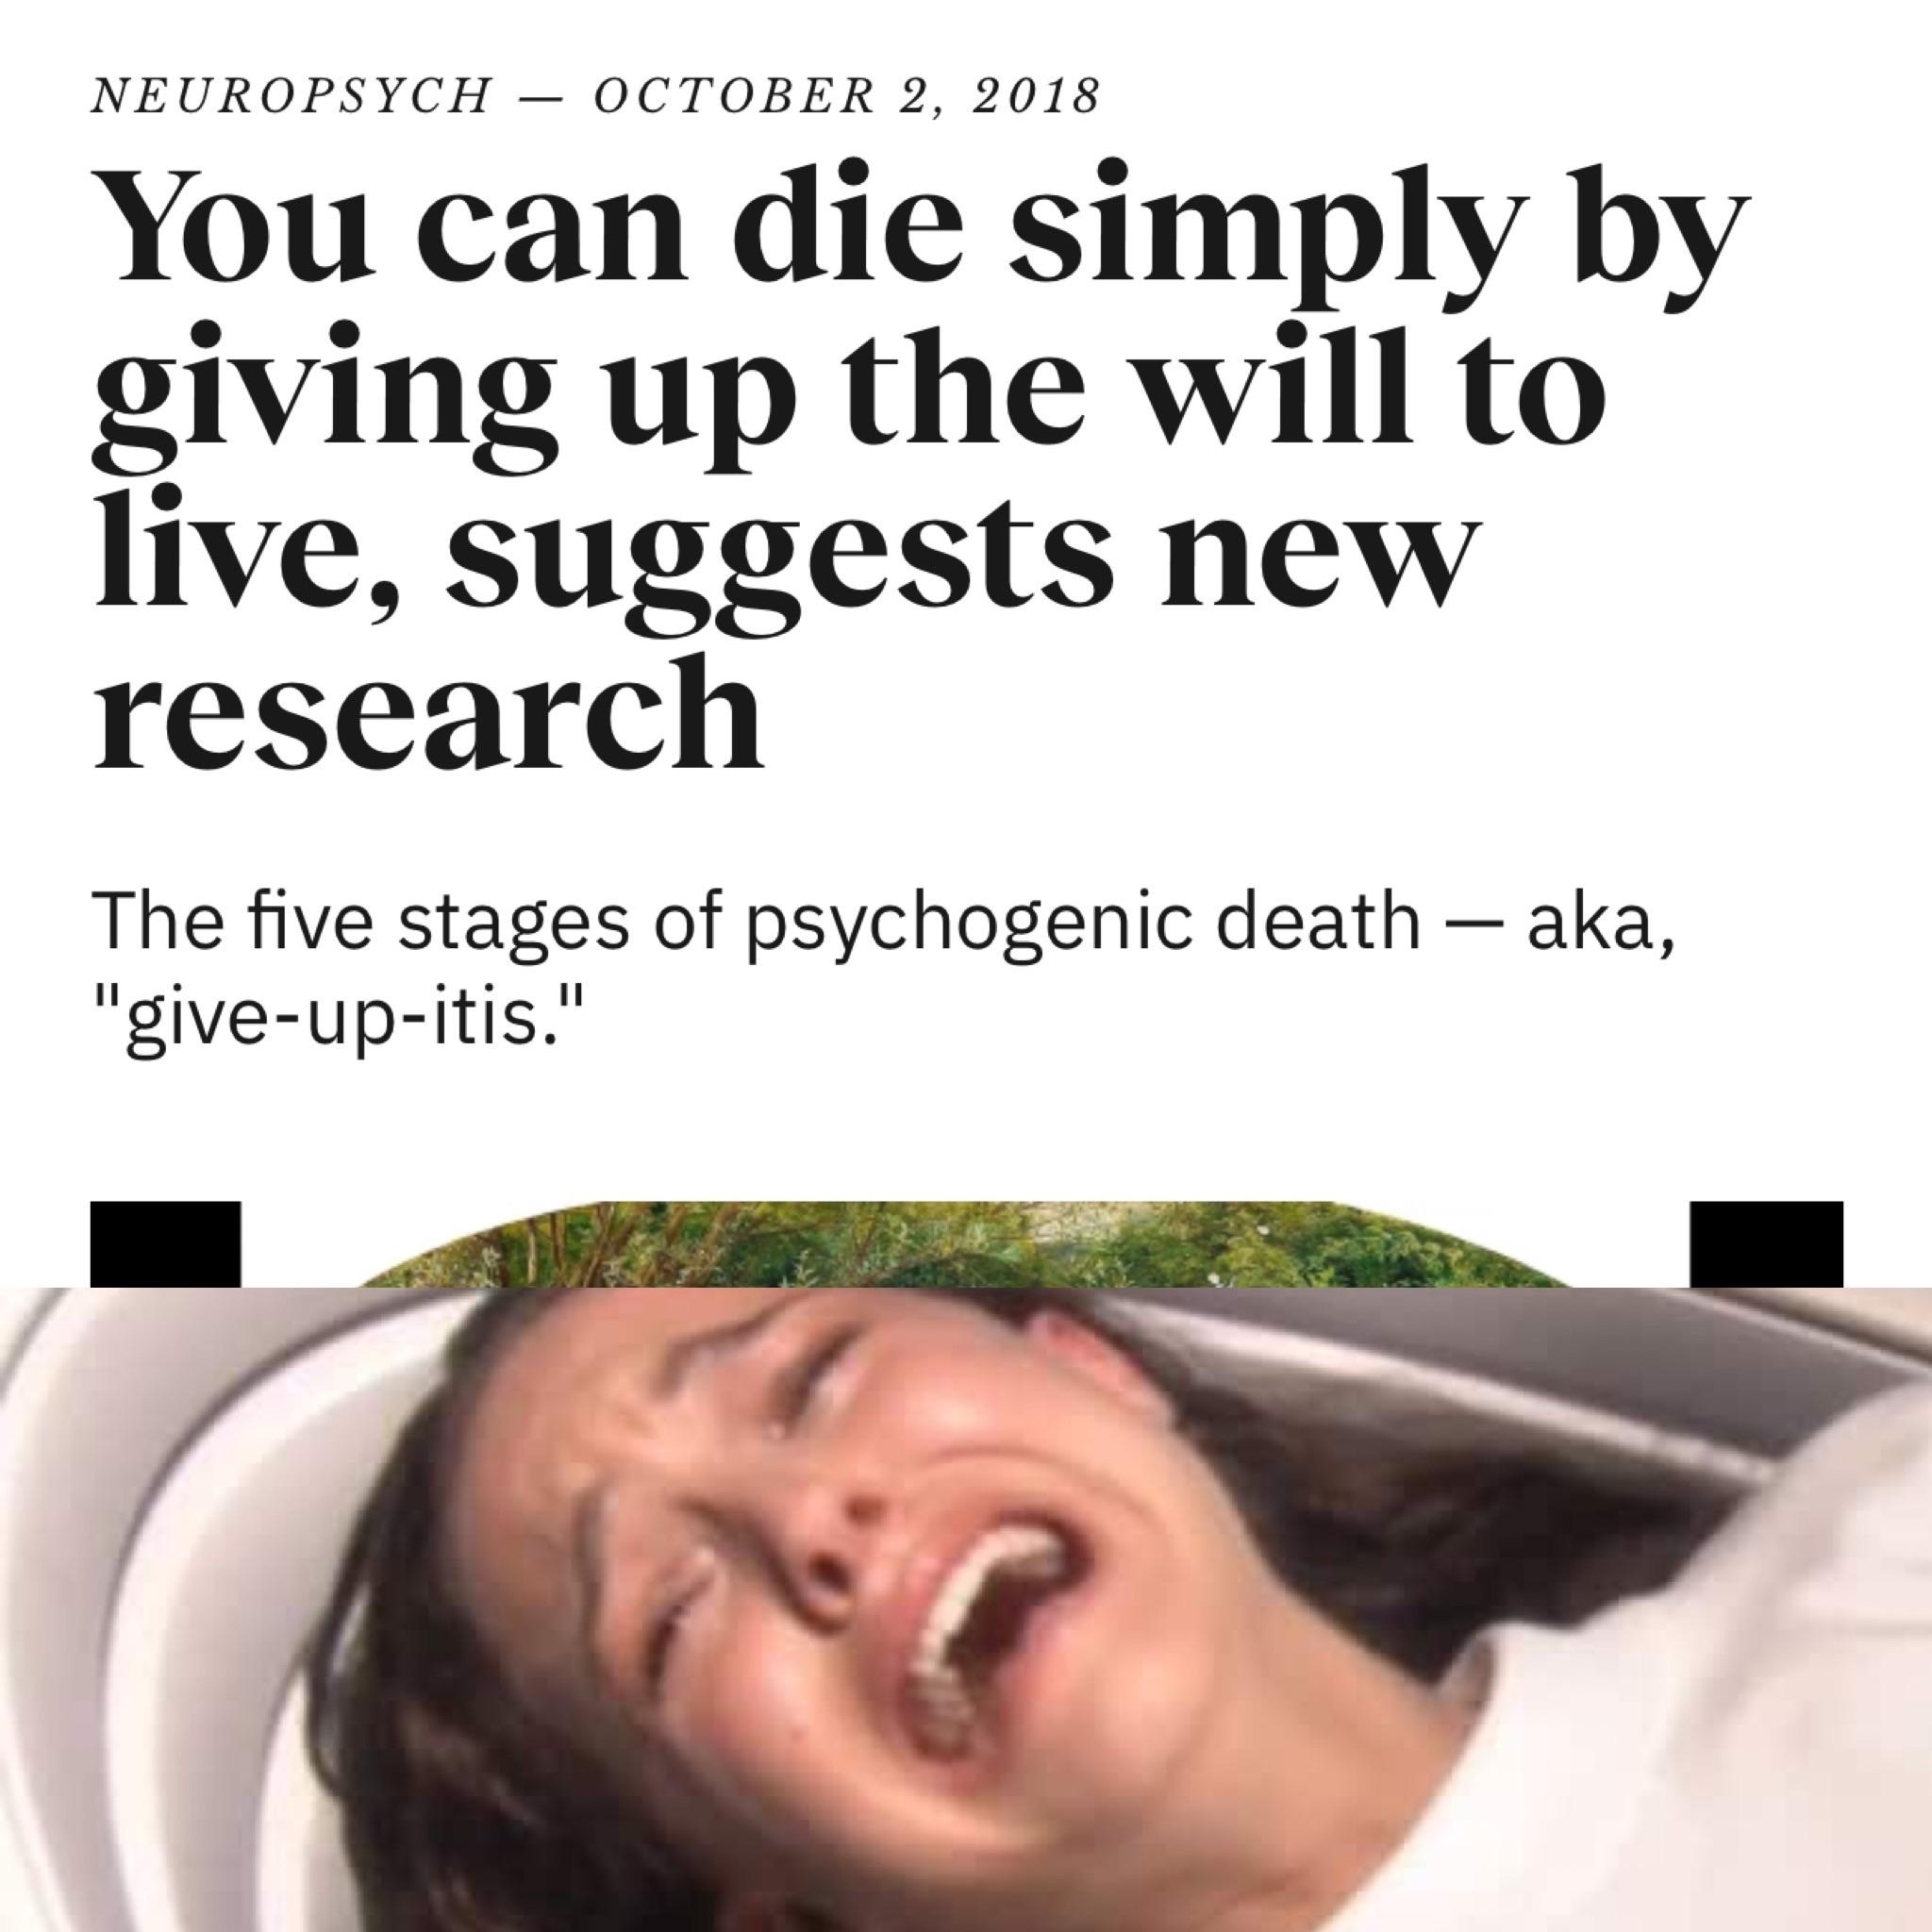 NEUROPSYCH — OCTOBER 2, 2018
You can die simply by
giving up the will to
live, suggests new
research
The five stages of psychogenic death — aka,
"give-up-itis."